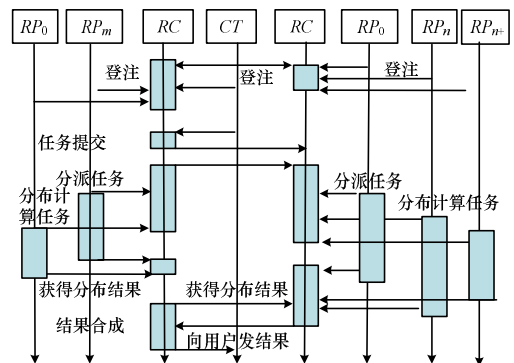 RP0 RPm RC CT RC RP0 RPn RPn+
登注 登注 登注
任务提交
分派任务 分派任务
分布计 分布计算任务
算任务
获得分布结果 获得分布结果
结果合成 向用户发结果